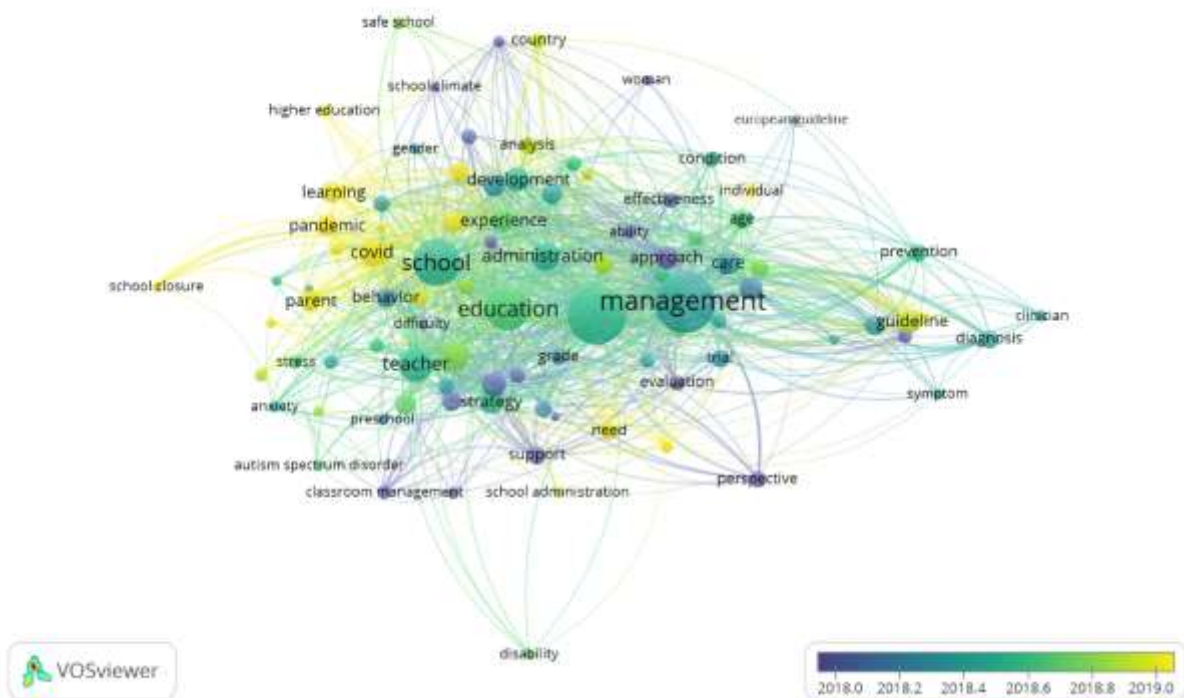 safe school
country
school climate
woman
higher education
european guideline
gender
analysis
condition
learning
development
effectiveness
individual
pandemic
experience
ability
age
covid
school
administration
approach
care
prevention
school closure
parent
behavior
education
management
difficulty
guideline
clinician
diagnosis
stress
teacher
grade
trial
evaluation
symptom
anxiety
preschool
strategy
need
autism spectrum disorder
support
perspective
classroom management
school administration
disability
VOSviewer
2018.0 2018.2 2018.4 2018.6 2018.8 2019.0